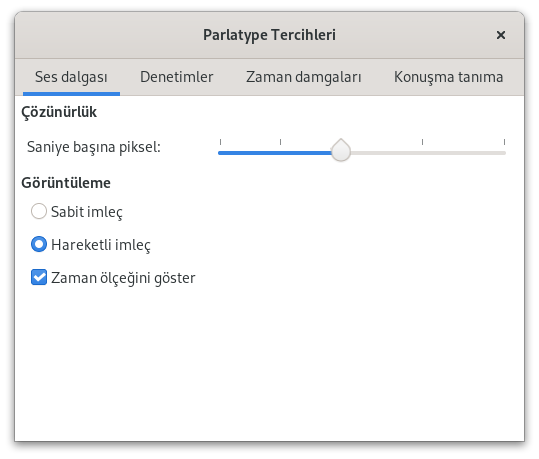 Parlatype Tercihleri
Ses dalgası Denetimler Zaman damgaları Konuşma tanıma
Çözünürlük
Saniye başına piksel:
Görüntüleme
Sabit imleç
Hareketli imleç
Zaman ölçeğini göster